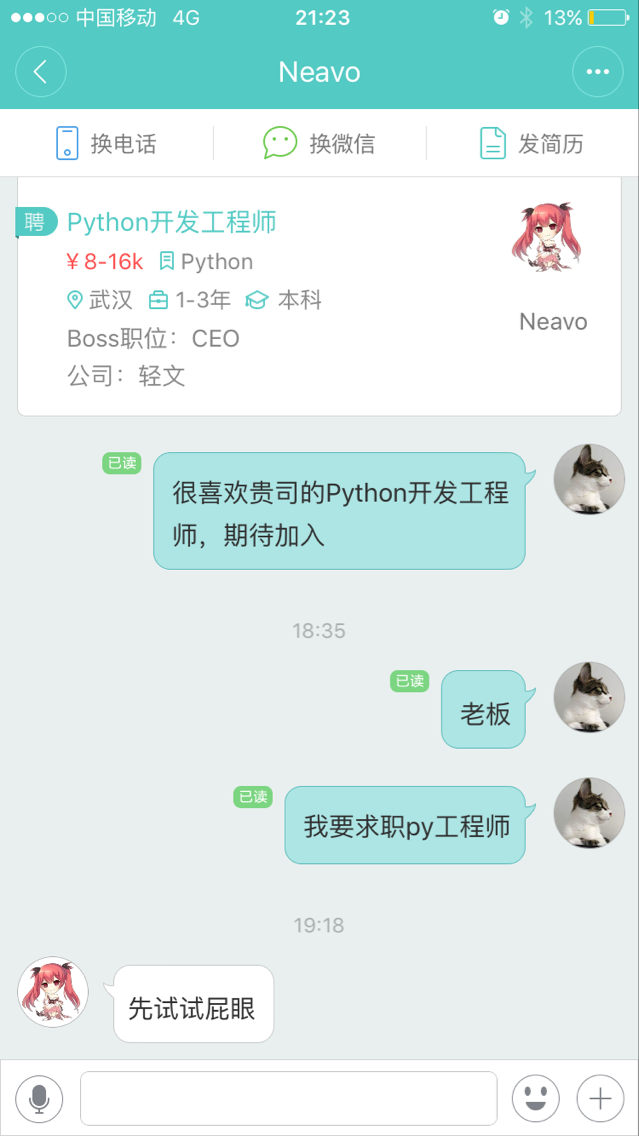 中国移动 4G 21:23 13%
Neavo
换电话 换微信 发简历
聘 Python开发工程师
¥ 8-16k Python
武汉 1-3年 本科
Neavo
Boss职位：CEO
公司：轻文
已读
很喜欢贵司的Python开发工程
师，期待加入
18:35
已读
老板
已读
我要求职py工程师
19:18
先试试屁眼